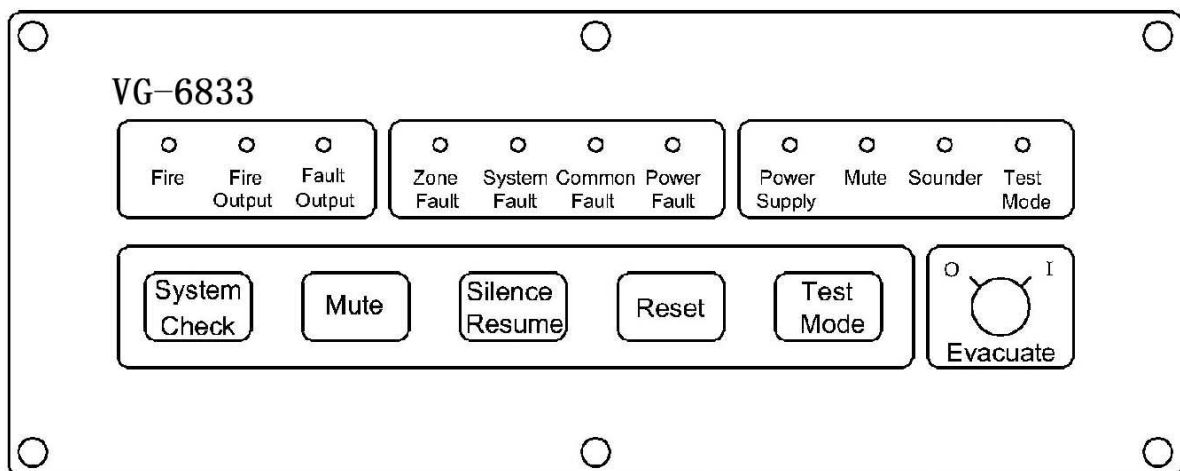 VG-6833
Fire
Fire
Output
Fault
Output
Zone
Fault
System
Fault
Common
Fault
Power
Fault
Power
Supply
Mute
Sounder
Test
Mode
System
Check
Mute
Silence
Resume
Reset
Test
Mode
O
I
Evacuate